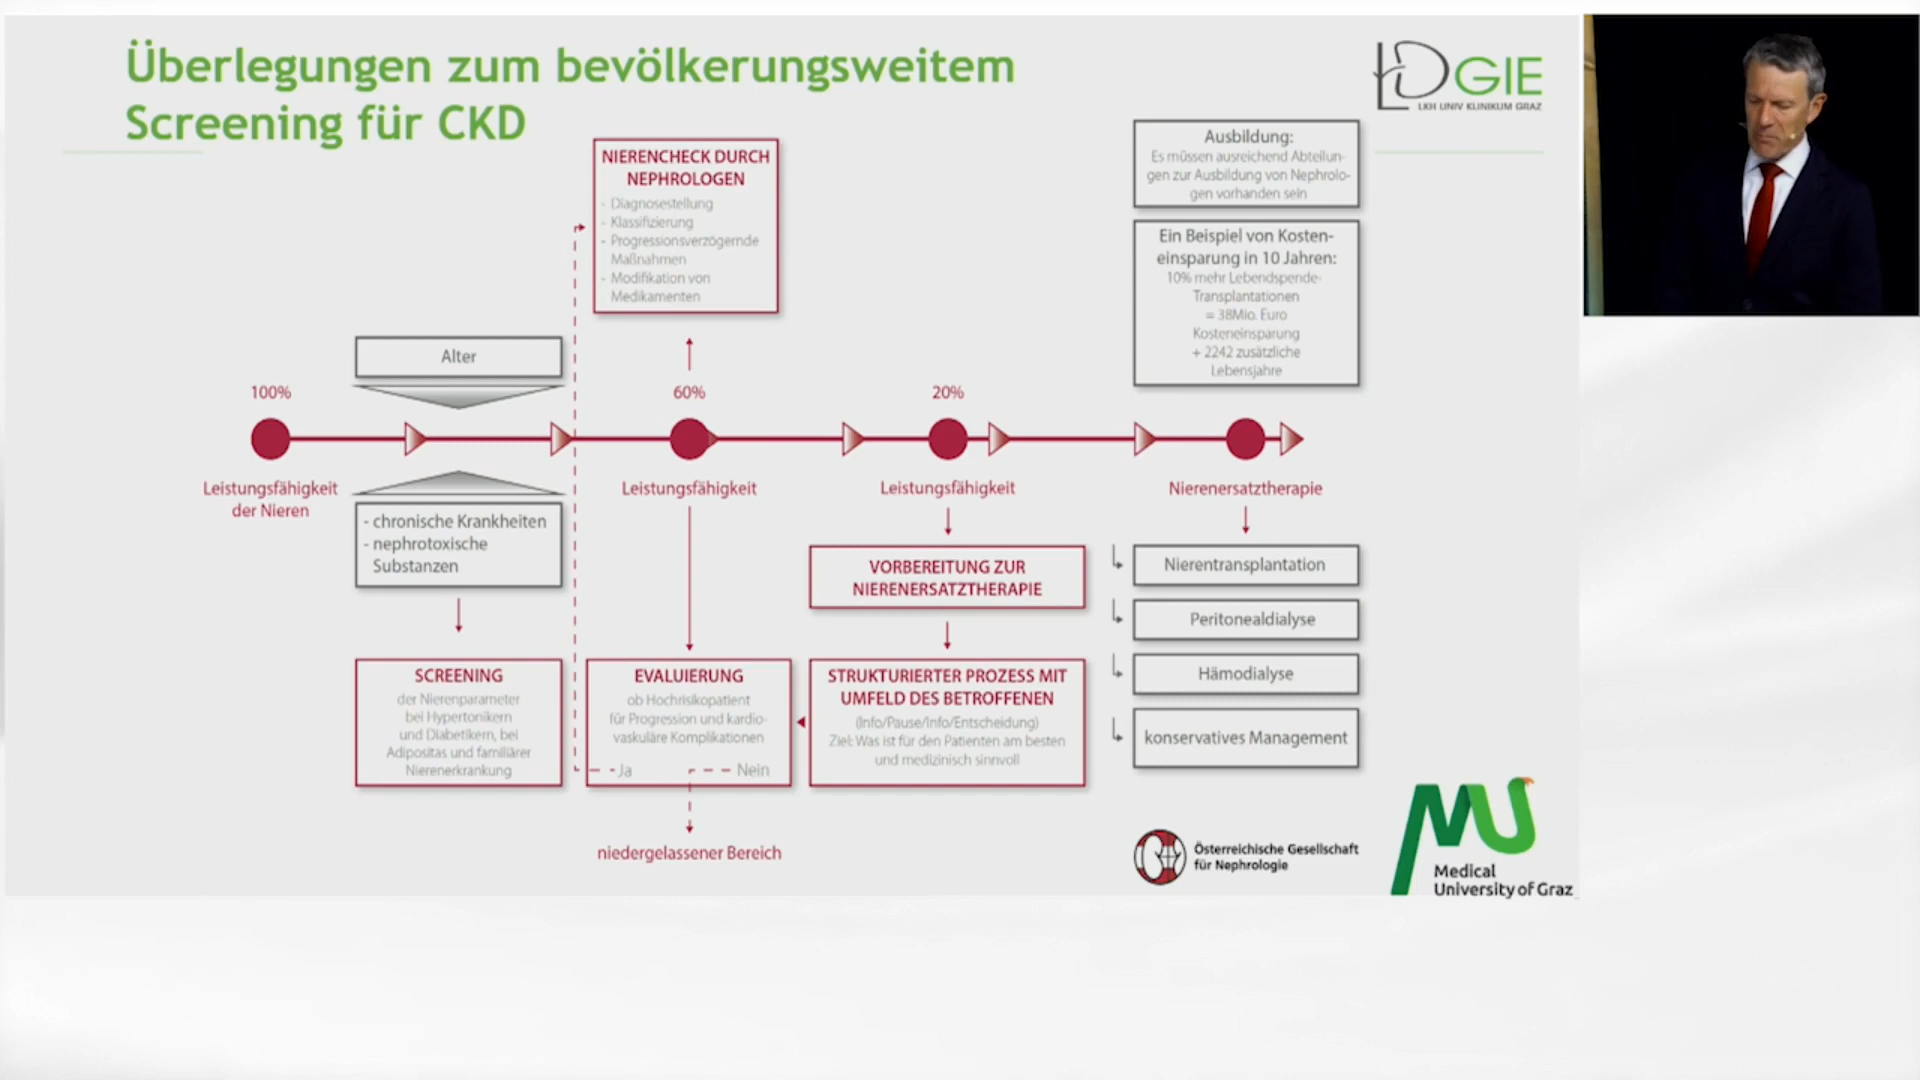 Überlegungen zum bevölkerungsweitem
Screening für CKD
LDGIE
LKH UNIV KLINIKUM GRAZ
NIERENCHECK DURCH
NEPHROLOGEN
- Diagnosestellung
- Klassifizierung
- Progressionsverzögernde
Maßnahmen
- Modifikation von
Medikamenten
Ausbildung:
Es müssen ausreichend Abteilun-
gen zur Ausbildung von Nephrolo-
gen vorhanden sein
Ein Beispiel von Kosten-
einsparung in 10 Jahren:
10% mehr Lebendspende-
Transplantationen
= 38Mio. Euro
Kosteneinsparung
+ 2242 zusätzliche
Lebensjahre
Alter
100%
60%
20%
Leistungsfähigkeit
der Nieren
Leistungsfähigkeit
Leistungsfähigkeit
Nierenersatztherapie
- chronische Krankheiten
- nephrotoxische
Substanzen
VORBEREITUNG ZUR
NIERENERSATZTHERAPIE
Nierentransplantation
Peritonealdialyse
Hämodialyse
konservatives Management
SCREENING
der Nierenparameter
bei Hypertonikern
und Diabetikern, bei
Adipositas und familiärer
Nierenerkrankung
EVALUIERUNG
ob Hochrisikopatient
für Progression und kardio-
vaskuläre Komplikationen
Ja
Nein
STRUKTURIERTER PROZESS MIT
UMFELD DES BETROFFENEN
(Info/Pause/Info/Entscheidung)
Ziel: Was ist für den Patienten am besten
und medizinisch sinnvoll
niedergelassener Bereich
Österreichische Gesellschaft
für Nephrologie
MU
Medical
University of Graz